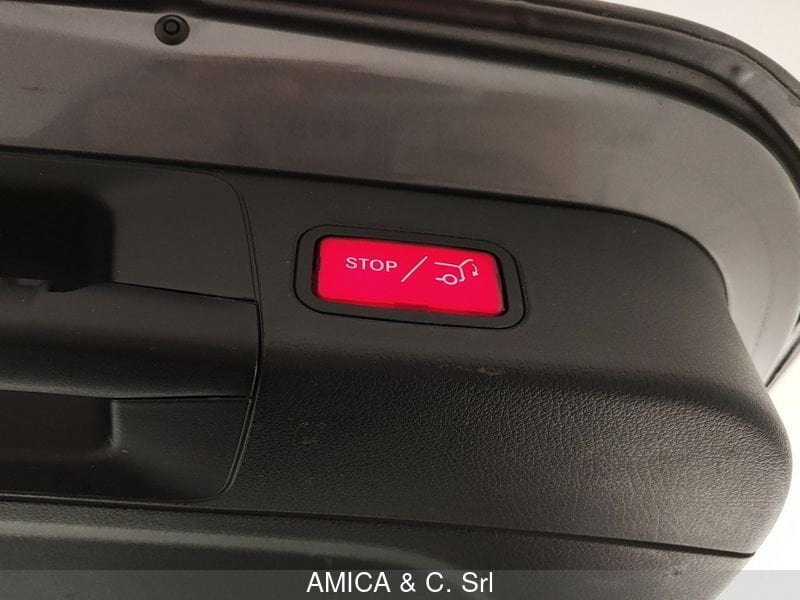 STOP /
AMICA & C. Srl